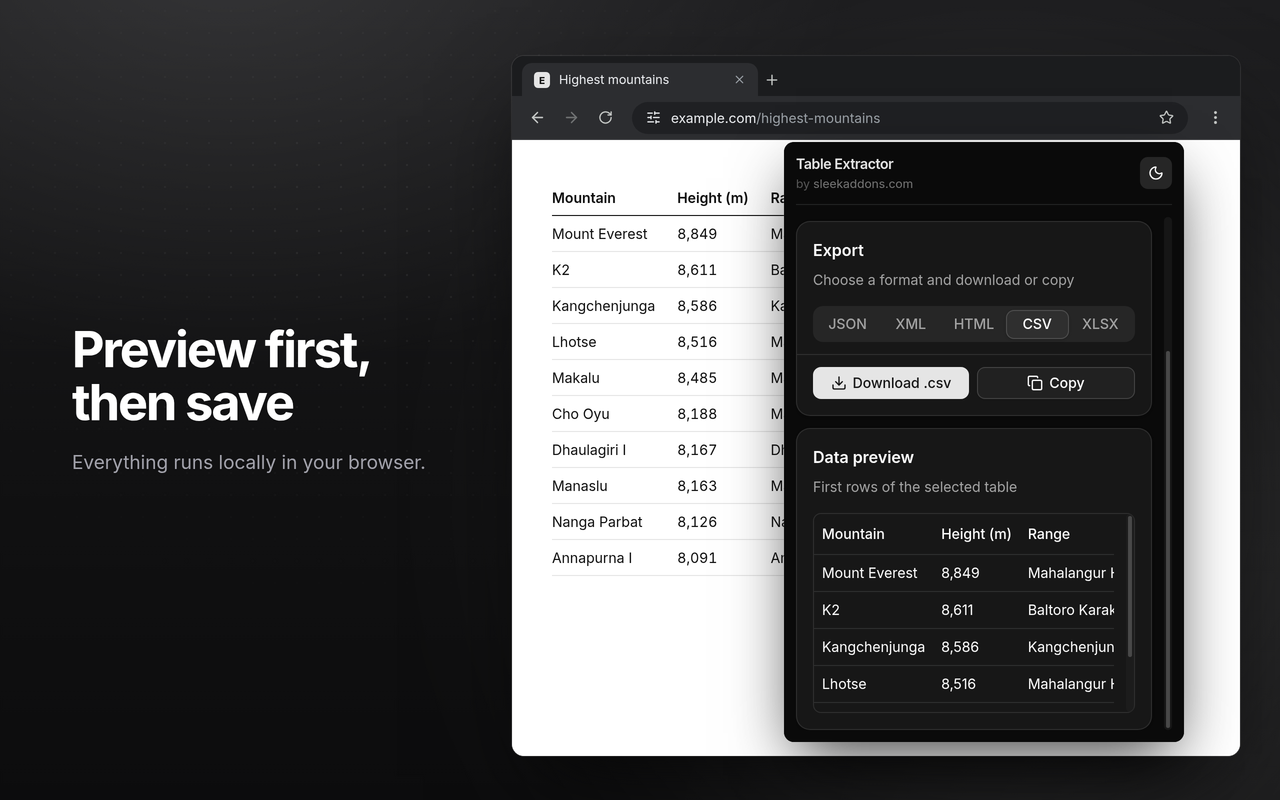 Preview first,
then save
Everything runs locally in your browser.
E Highest mountains
example.com/highest-mountains
Mountain Height (m)
Mount Everest 8,849
K2 8,611
Kangchenjunga 8,586
Lhotse 8,516
Makalu 8,485
Cho Oyu 8,188
Dhaulagiri I 8,167
Manaslu 8,163
Nanga Parbat 8,126
Annapurna I 8,091
Table Extractor
by sleekaddons.com
Export
Choose a format and download or copy
JSON XML HTML CSV XLSX
Download .csv Copy
Data preview
First rows of the selected table
Mountain Height (m) Range
Mount Everest 8,849 Mahalangur
K2 8,611 Baltoro Karak
Kangchenjunga 8,586 Kangchenjun
Lhotse 8,516 Mahalangur